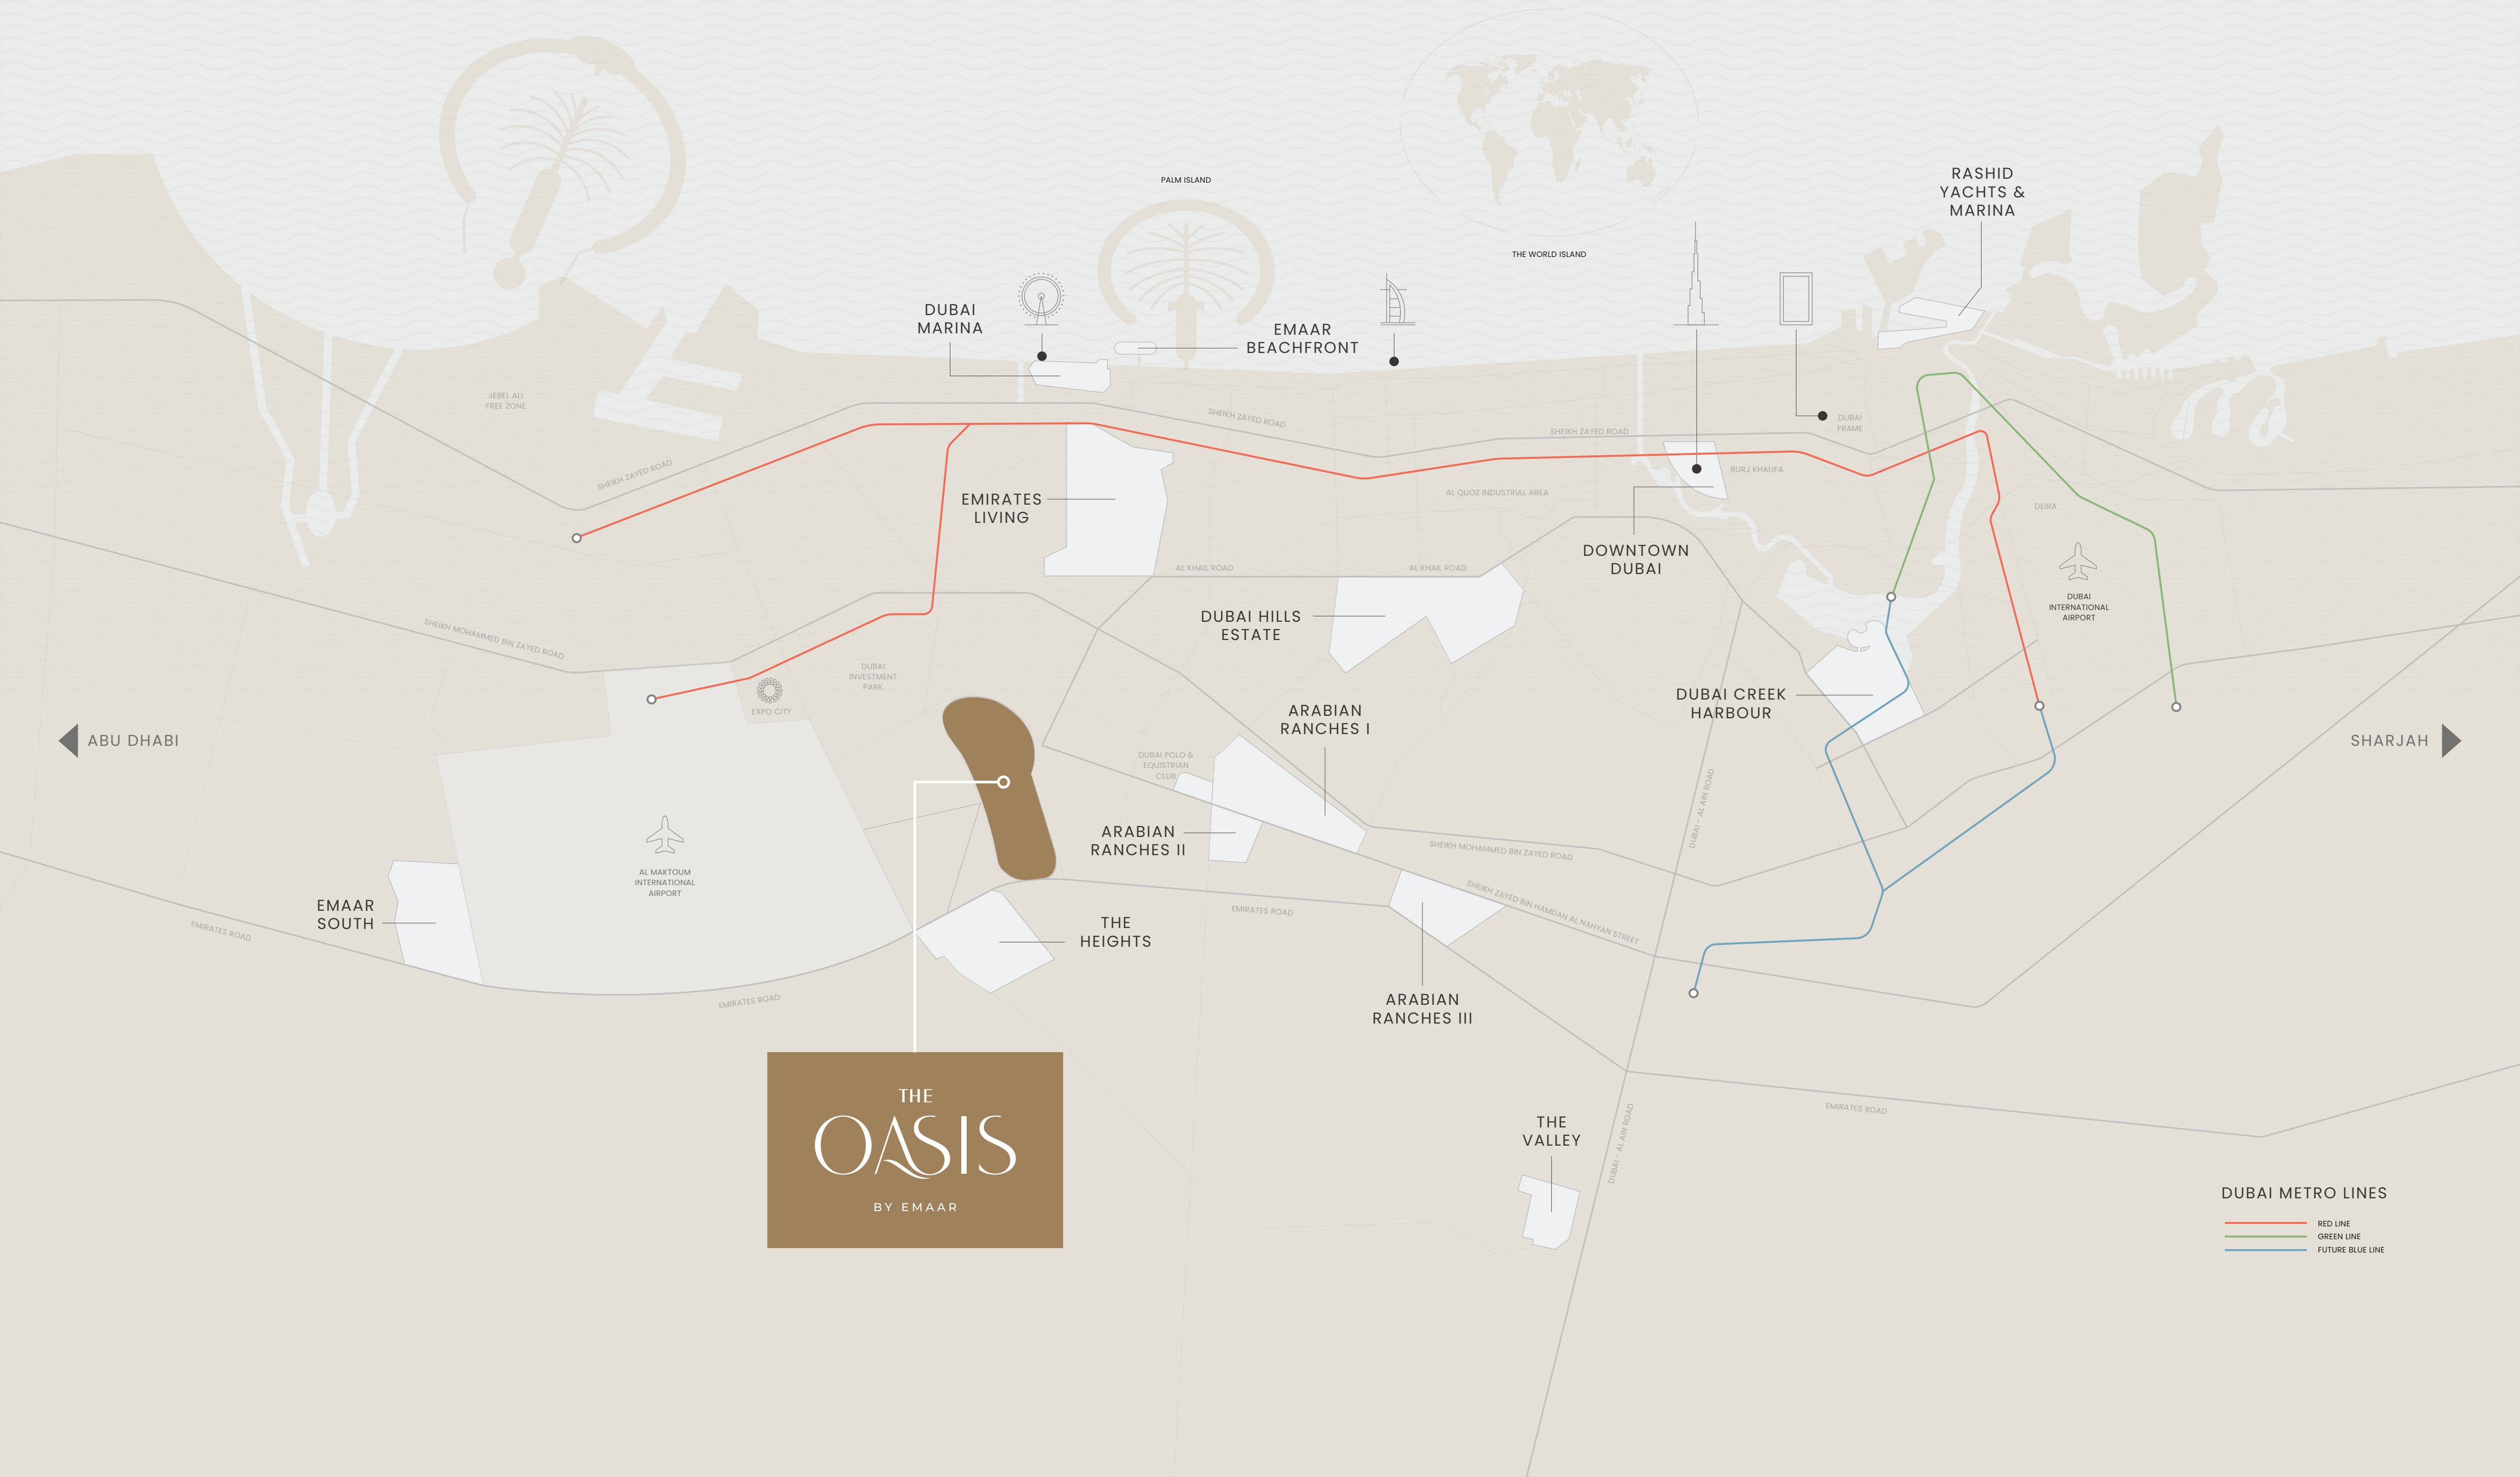 PALM ISLAND
RASHID
YACHTS &
MARINA
THE WORLD ISLAND
DUBAI
MARINA
EMAAR
BEACHFRONT
JEBEL ALI
FREE ZONE
SHEIKH ZAYED ROAD
SHEIKH ZAYED ROAD
SHEIKH ZAYED ROAD
DUBAI
FRAME
BURJ KHALIFA
EMIRATES
LIVING
AL QUOZ INDUSTRIAL AREA
DEIRA
DOWNTOWN
DUBAI
AL KHAIL ROAD
AL KHAIL ROAD
DUBAI
INTERNATIONAL
AIRPORT
DUBAI HILLS
ESTATE
SHEIKH MOHAMMED BIN ZAYED ROAD
DUBAI
INVESTMENT
PARK
EXPO CITY
DUBAI CREEK
HARBOUR
ARABIAN
RANCHES I
ABU DHABI
SHARJAH
DUBAI POLO &
EQUISTRIAN
CLUB
DUBAI - AL AIN ROAD
ARABIAN
RANCHES II
SHEIKH MOHAMMED BIN ZAYED ROAD
AL MAKTOUM
INTERNATIONAL
AIRPORT
EMAAR
SOUTH
EMIRATES ROAD
EMIRATES ROAD
SHEIKH ZAYED BIN HAMDAN AL NAHYAN STREET
THE
HEIGHTS
EMIRATES ROAD
ARABIAN
RANCHES III
THE
OASIS
BY EMAAR
EMIRATES ROAD
THE
VALLEY
DUBAI - AL AIN ROAD
DUBAI METRO LINES
RED LINE
GREEN LINE
FUTURE BLUE LINE